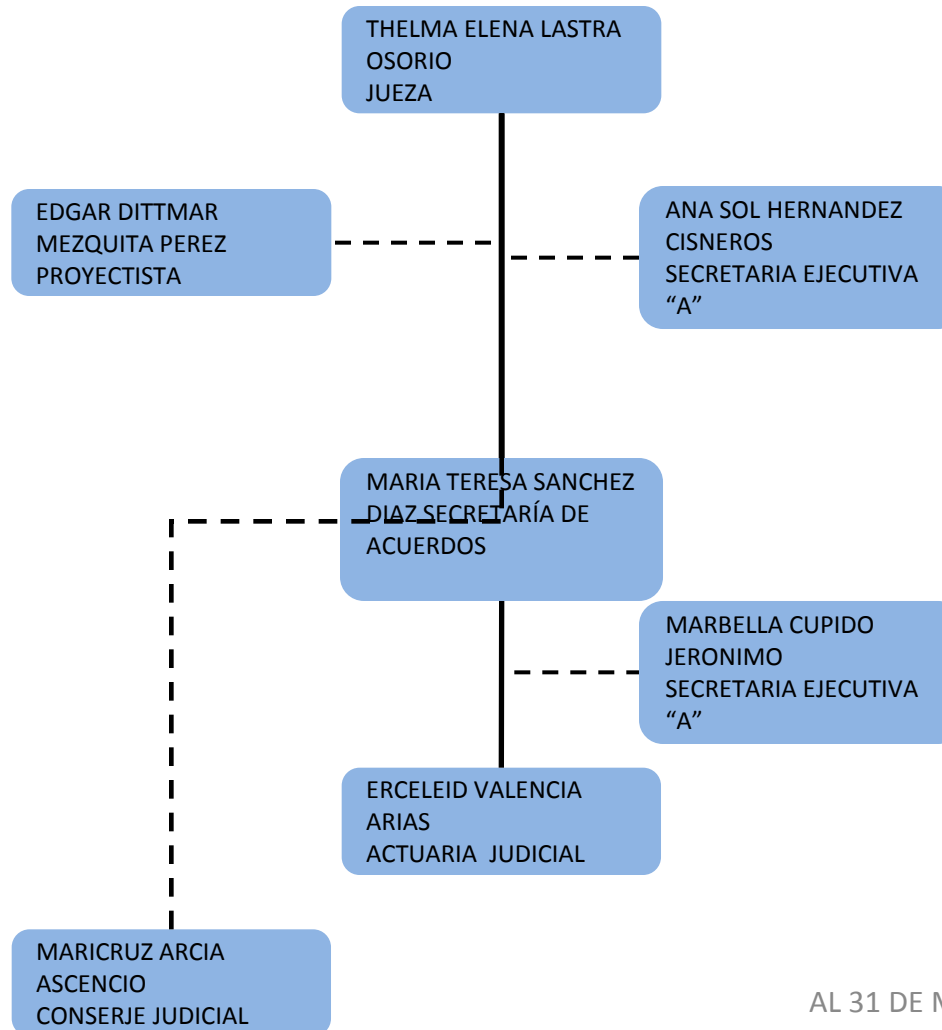 THELMA ELENA LASTRA
OSORIO
JUEZA
EDGAR DITTMAR
MEZQUITA PEREZ
PROYECTISTA
ANA SOL HERNANDEZ
CISNEROS
SECRETARIA EJECUTIVA
“A”
MARIA TERESA SANCHEZ
DIAZ SECRETARÍA DE
ACUERDOS
MARBELLA CUPIDO
JERONIMO
SECRETARIA EJECUTIVA
“A”
ERCELEID VALENCIA
ARIAS
ACTUARIA JUDICIAL
MARICRUZ ARCIA
ASCENCIO
CONSERJE JUDICIAL
AL 31 DE M